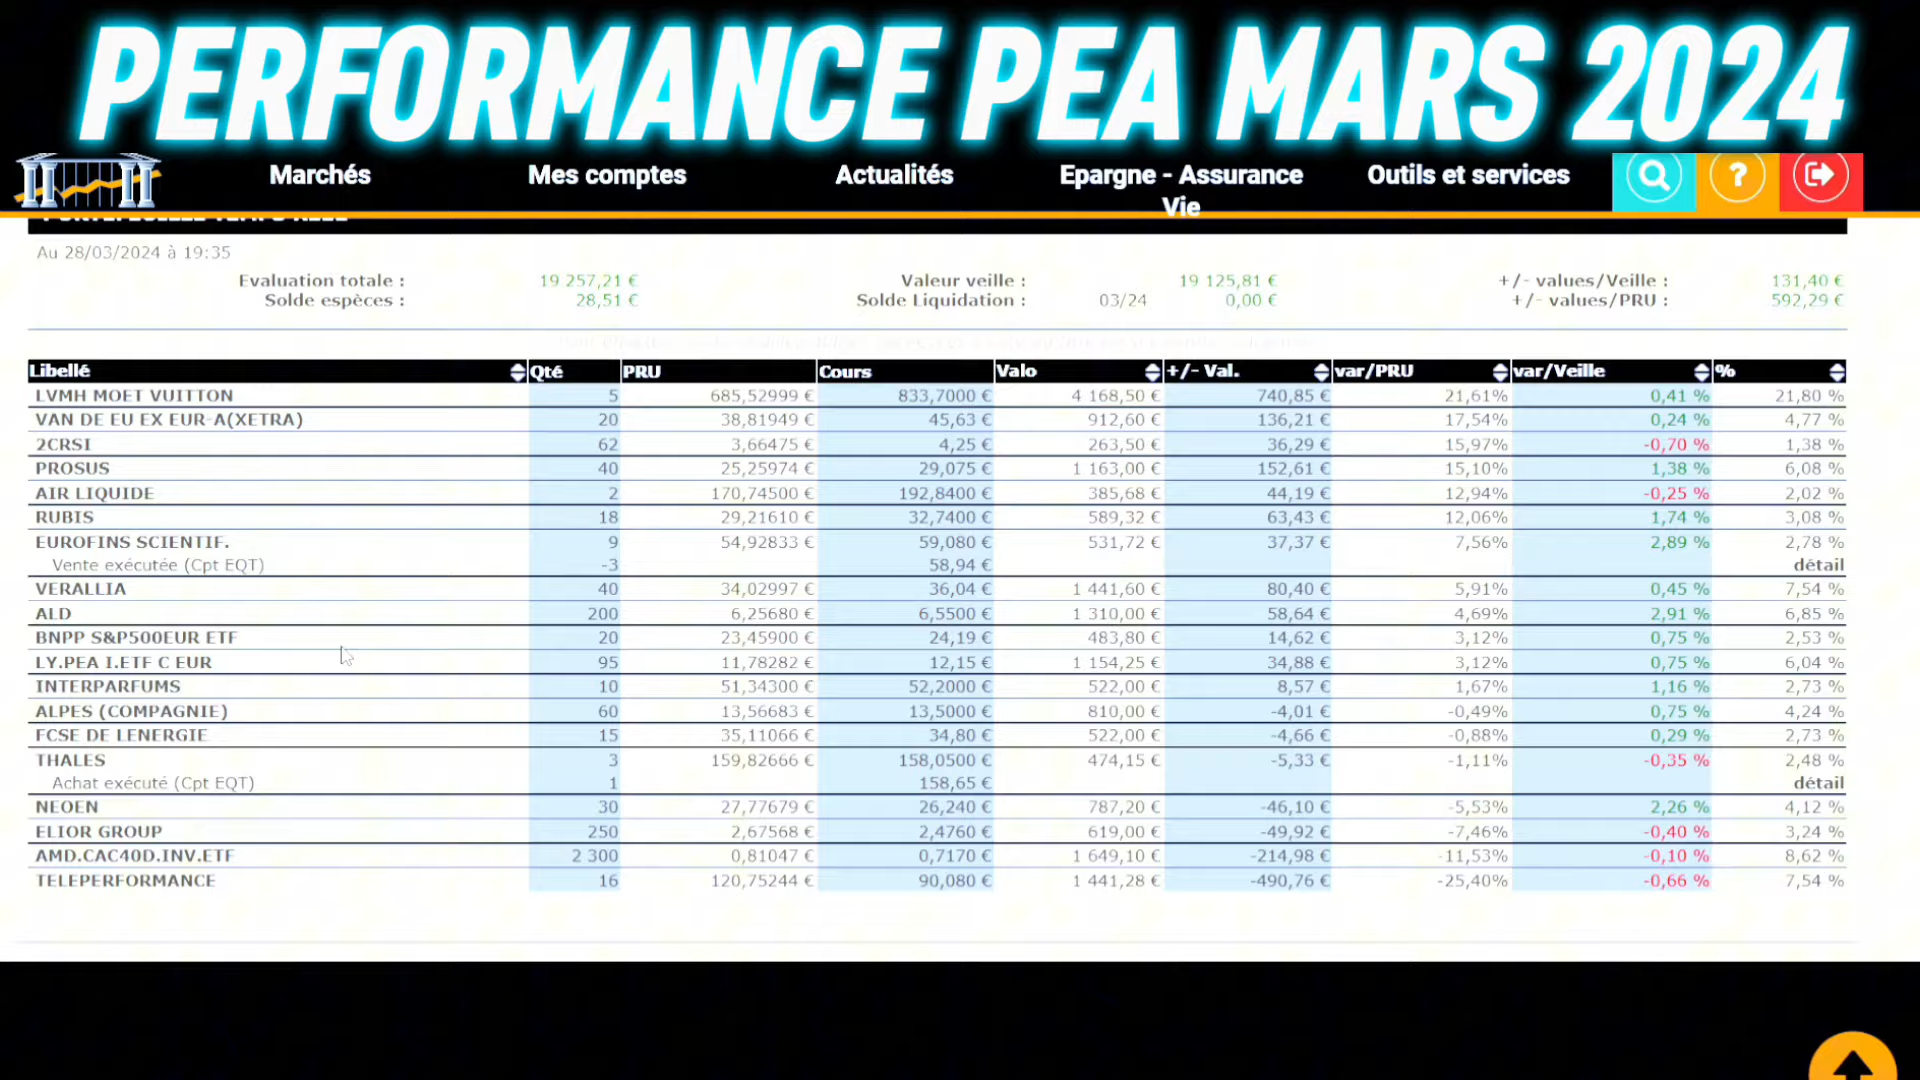 PERFORMANCE PEA MARS 2024
Marchés Mes comptes Actualités Epargne - Assurance Vie Outils et services ?
Au 28/03/2024 à 19:35
Evaluation totale : 19 257,21 € Valeur veille : 19 125,81 € +/- values/Veille : 131,40 €
Solde espèces : 28,51 € Solde Liquidation : 03/24 0,00 € +/- values/PRU : 592,29 €
Libellé Qté PRU Cours Valo +/- Val. var/PRU var/Veille %
LVMH MOET VUITTON 5 685,52999 € 833,7000 € 4 168,50 € 740,85 € 21,61% 0,41 % 21,80 %
VAN DE EU EX EUR-A(XETRA) 20 38,81949 € 45,63 € 912,60 € 136,21 € 17,54% 0,24 % 4,77 %
2CRSI 62 3,66475 € 4,25 € 263,50 € 36,29 € 15,97% -0,70 % 1,38 %
PROSUS 40 25,25974 € 29,075 € 1 163,00 € 152,61 € 15,10% 1,38 % 6,08 %
AIR LIQUIDE 2 170,74500 € 192,8400 € 385,68 € 44,19 € 12,94% -0,25 % 2,02 %
RUBIS 18 29,21610 € 32,7400 € 589,32 € 63,43 € 12,06% 1,74 % 3,08 %
EUROFINS SCIENTIF. 9 54,92833 € 59,080 € 531,72 € 37,37 € 7,56% 2,89 % 2,78 %
Vente exécutée (Cpt EQT) -3 58,94 € détail
VERALLIA 40 34,02997 € 36,04 € 1 441,60 € 80,40 € 5,91% 0,45 % 7,54 %
ALD 200 6,25680 € 6,5500 € 1 310,00 € 58,64 € 4,69% 2,91 % 6,85 %
BNPP S&P500EUR ETF 20 23,45900 € 24,19 € 483,80 € 14,62 € 3,12% 0,75 % 2,53 %
LY.PEA I.ETF C EUR 95 11,78282 € 12,15 € 1 154,25 € 34,88 € 3,12% 0,75 % 6,04 %
INTERPARFUMS 10 51,34300 € 52,2000 € 522,00 € 8,57 € 1,67% 1,16 % 2,73 %
ALPES (COMPAGNIE) 60 13,56683 € 13,5000 € 810,00 € -4,01 € -0,49% 0,75 % 4,24 %
FCSE DE LENERGIE 15 35,11066 € 34,80 € 522,00 € -4,66 € -0,88% 0,29 % 2,73 %
THALES 3 159,82666 € 158,0500 € 474,15 € -5,33 € -1,11% -0,35 % 2,48 %
Achat exécuté (Cpt EQT) 1 158,65 € détail
NEOEN 30 27,77679 € 26,240 € 787,20 € -46,10 € -5,53% 2,26 % 4,12 %
ELIOR GROUP 250 2,67568 € 2,4760 € 619,00 € -49,92 € -7,46% -0,40 % 3,24 %
AMD.CAC40D.INV.ETF 2 300 0,81047 € 0,7170 € 1 649,10 € -214,98 € -11,53% -0,10 % 8,62 %
TELEPERFORMANCE 16 120,75244 € 90,080 € 1 441,28 € -490,76 € -25,40% -0,66 % 7,54 %